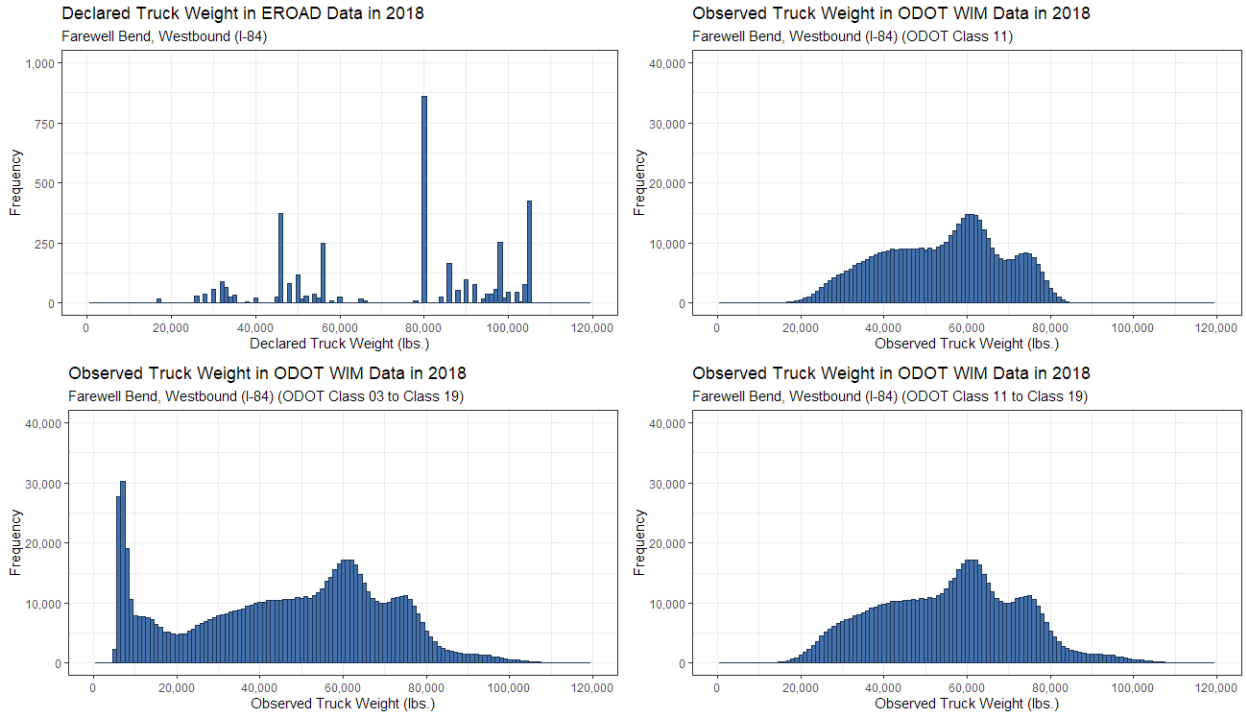 Declared Truck Weight in EROAD Data in 2018
Farewell Bend, Westbound (I-84)
1,000
750
500
250
0
Frequency
0 20,000 40,000 60,000 80,000 100,000 120,000
Declared Truck Weight (lbs.)
Observed Truck Weight in ODOT WIM Data in 2018
Farewell Bend, Westbound (I-84) (ODOT Class 11)
40,000
30,000
20,000
10,000
0
Frequency
0 20,000 40,000 60,000 80,000 100,000 120,000
Observed Truck Weight (lbs.)
Observed Truck Weight in ODOT WIM Data in 2018
Farewell Bend, Westbound (I-84) (ODOT Class 03 to Class 19)
40,000
30,000
20,000
10,000
0
Frequency
0 20,000 40,000 60,000 80,000 100,000 120,000
Observed Truck Weight (lbs.)
Observed Truck Weight in ODOT WIM Data in 2018
Farewell Bend, Westbound (I-84) (ODOT Class 11 to Class 19)
40,000
30,000
20,000
10,000
0
Frequency
0 20,000 40,000 60,000 80,000 100,000 120,000
Observed Truck Weight (lbs.)